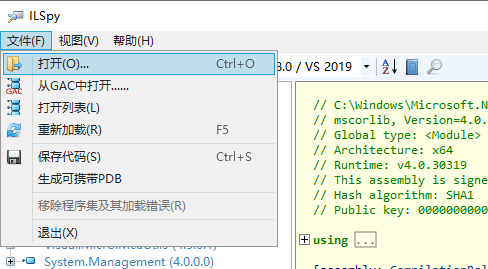 ILSpy
文件(F) 视图(V) 帮助(H)
打开(O)... Ctrl+O
3.0 / VS 2019
从GAC中打开......
打开列表(L)
重新加载(R) F5
保存代码(S) Ctrl+S
生成可携带PDB
移除程序集及其加载错误(R)
退出(X)
System.Management (4.0.0.0)
// C:\Windows\Microsoft.N
// mscorlib, Version=4.0.
// Global type: <Module>
// Architecture: x64
// Runtime: v4.0.30319
// This assembly is signe
// Hash algorithm: SHA1
// Public key: 0000000000
using ...